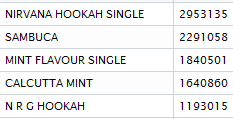 NIRVANA HOOKAH SINGLE 2953135
SAMBUCA 2291058
MINT FLAVOUR SINGLE 1840501
CALCUTTA MINT 1640860
N R G HOOKAH 1193015